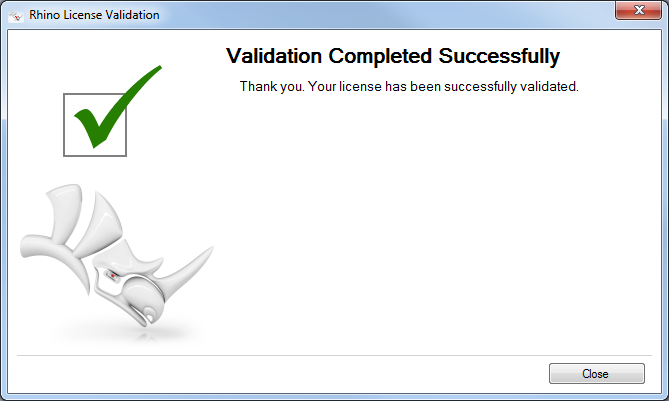 Rhino License Validation
Validation Completed Successfully
Thank you. Your license has been successfully validated.
Close